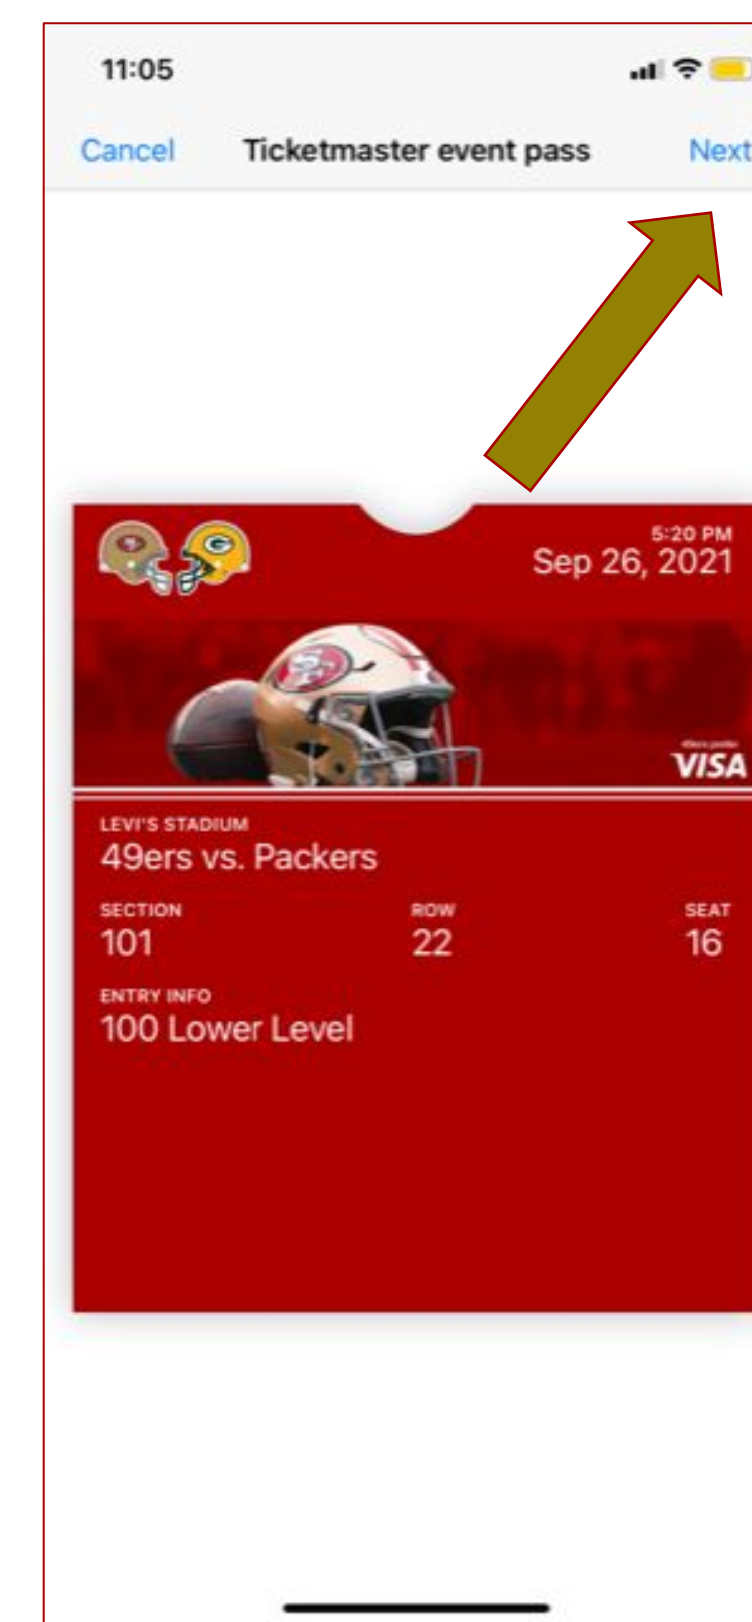 11:05
Cancel Ticketmaster event pass Next
5:20 PM
Sep 26, 2021
VISA
LEVI'S STADIUM
49ers vs. Packers
SECTION ROW SEAT
101 22 16
ENTRY INFO
100 Lower Level